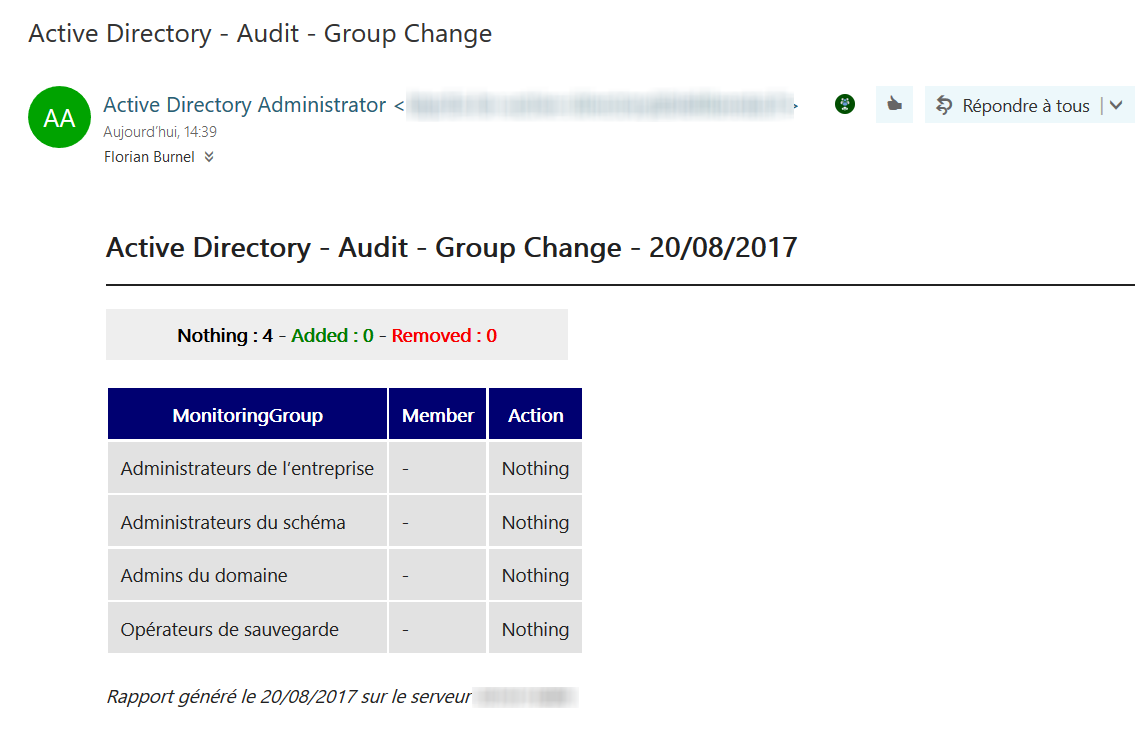 Active Directory - Audit - Group Change
AA
Active Directory Administrator < >
Répondre à tous
Aujourd'hui, 14:39
Florian Burnel
Active Directory - Audit - Group Change - 20/08/2017
Nothing : 4 - Added : 0 - Removed : 0
MonitoringGroup Member Action
Administrateurs de l'entreprise - Nothing
Administrateurs du schéma - Nothing
Admins du domaine - Nothing
Opérateurs de sauvegarde - Nothing
Rapport généré le 20/08/2017 sur le serveur